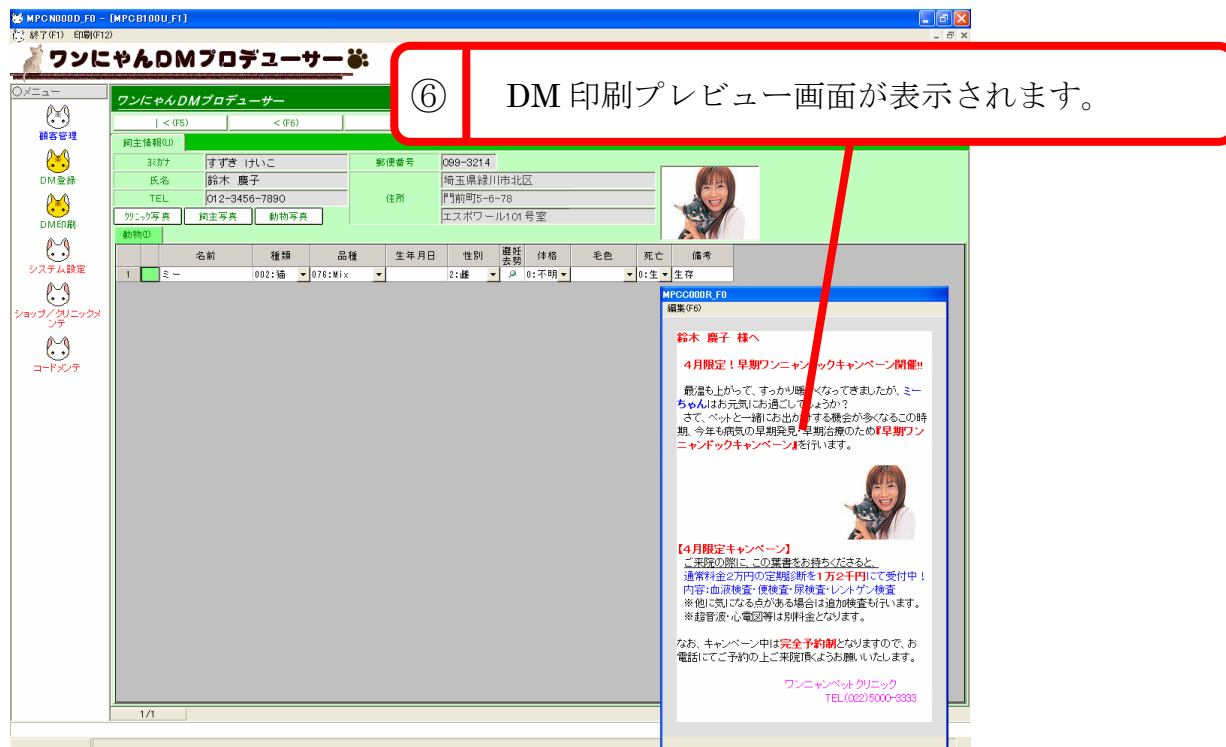 MPCN000D_F0 - [MPCB100U_F1]
終了(F1) 印刷(F12)
ワンにゃんDMプロデューサー
⑥ DM 印刷プレビュー画面が表示されます。
○メニュー
顧客管理
DM登録
DM印刷
システム設定
ショップ/クリニックメ
ンテ
コードメンテ
ワンにゃんDMプロデューサー
|<(F5) <(F6)
飼主情報(U)
ヨミガナ すずき けいこ 郵便番号 099-3214
氏名 鈴木 慶子 埼玉県緑川市北区
TEL 012-3456-7890 住所 門前町5-6-78
クリニック写真 飼主写真 動物写真 エスポワール101号室
動物(I)
名前 種類 品種 生年月日 性別 避妊去勢 体格 毛色 死亡 備考
1 ミー 002:猫 076:Mix 2:雌 0:不明 0:生 生存
MPCC000R_F0
編集(F6)
鈴木 慶子 様へ
4月限定!早期ワンニャンドックキャンペーン開催!!
最温も上がって、すっかり暖くなってきましたが、ミー
ちゃんはお元気にお過ごしでしょうか?
さて、ペットと一緒にお出かけする機会が多くなるこの時
期、今年も病気の早期発見・早期治療のため『早期ワン
ニャンドックキャンペーン』を行います。
【4月限定キャンペーン】
ご来院の際に、この葉書をお持ちくださると、
通常料金2万円の定期診断を1万2千円にて受付中!
内容:血液検査・便検査・尿検査・レントゲン検査
※他に気になる点がある場合は追加検査も行います。
※超音波・心電図等は別料金となります。
なお、キャンペーン中は完全予約制となりますので、お
電話にてご予約の上ご来院頂くようお願いいたします。
ワンニャンペットクリニック
TEL(022)5000-3333
1/1